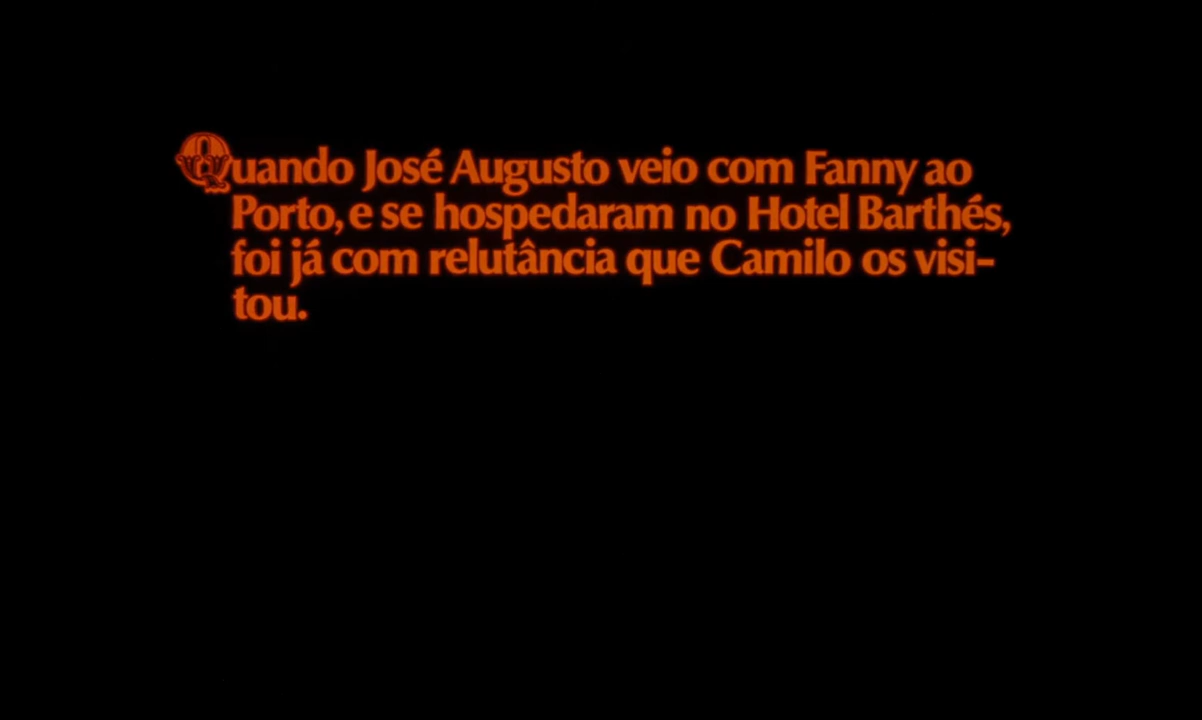 Quando José Augusto veio com Fanny ao
Porto, e se hospedaram no Hotel Barthés,
foi já com relutância que Camilo os visi-
tou.